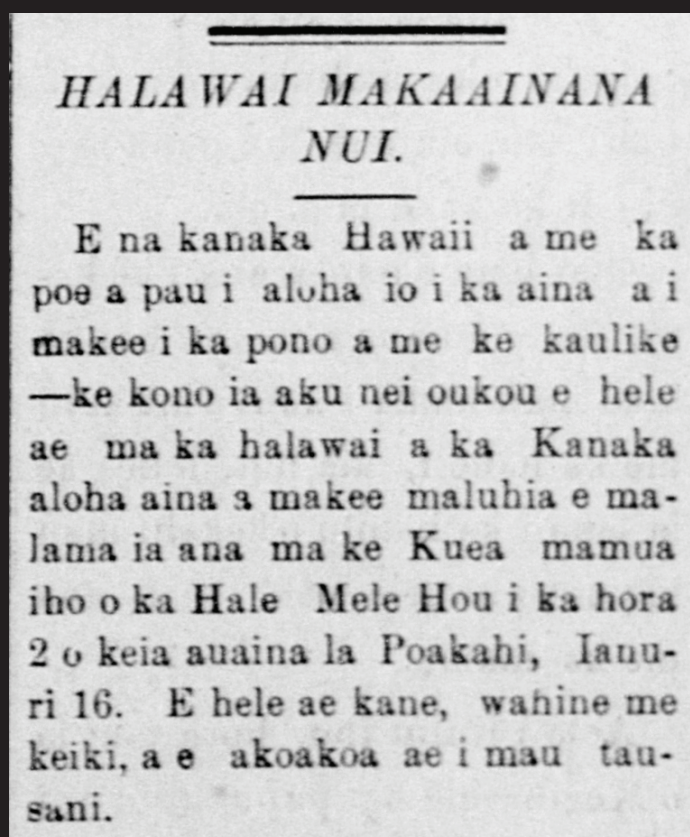 HALAWAI MAKAAINANA
NUI.
E na kanaka Hawaii a me ka
poe a pau i aloha io i ka aina a i
makee i ka pono a me ke kaulike
—ke kono ia aku nei oukou e hele
ae ma ka halawai a ka Kanaka
aloha aina a makee maluhia e ma-
lama ia ana ma ke Kuea mamua
iho o ka Hale Mele Hou i ka hora
2 o keia auaina la Poakahi, Ianu-
ri 16. E hele ae kane, wahine me
keiki, a e akoakoa ae i mau tau-
sani.